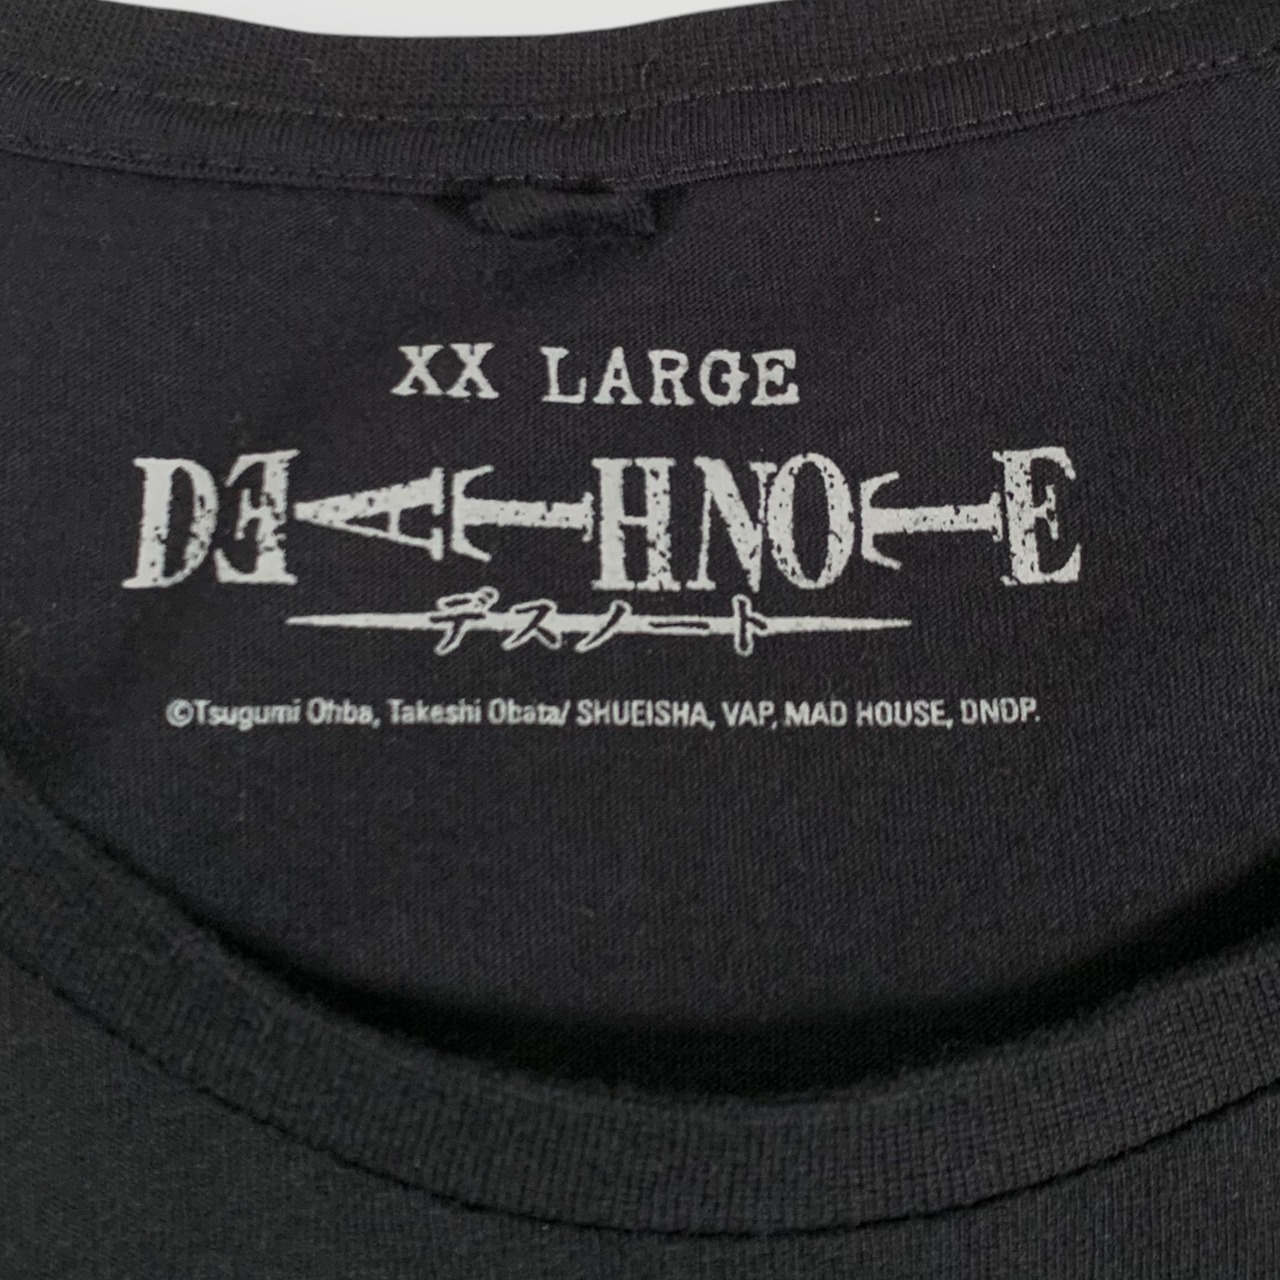 XX LARGE
DEATHNOTE
デスノート
©Tsugumi Ohba, Takeshi Obata/ SHUEISHA, VAP, MAD HOUSE, DNDP.